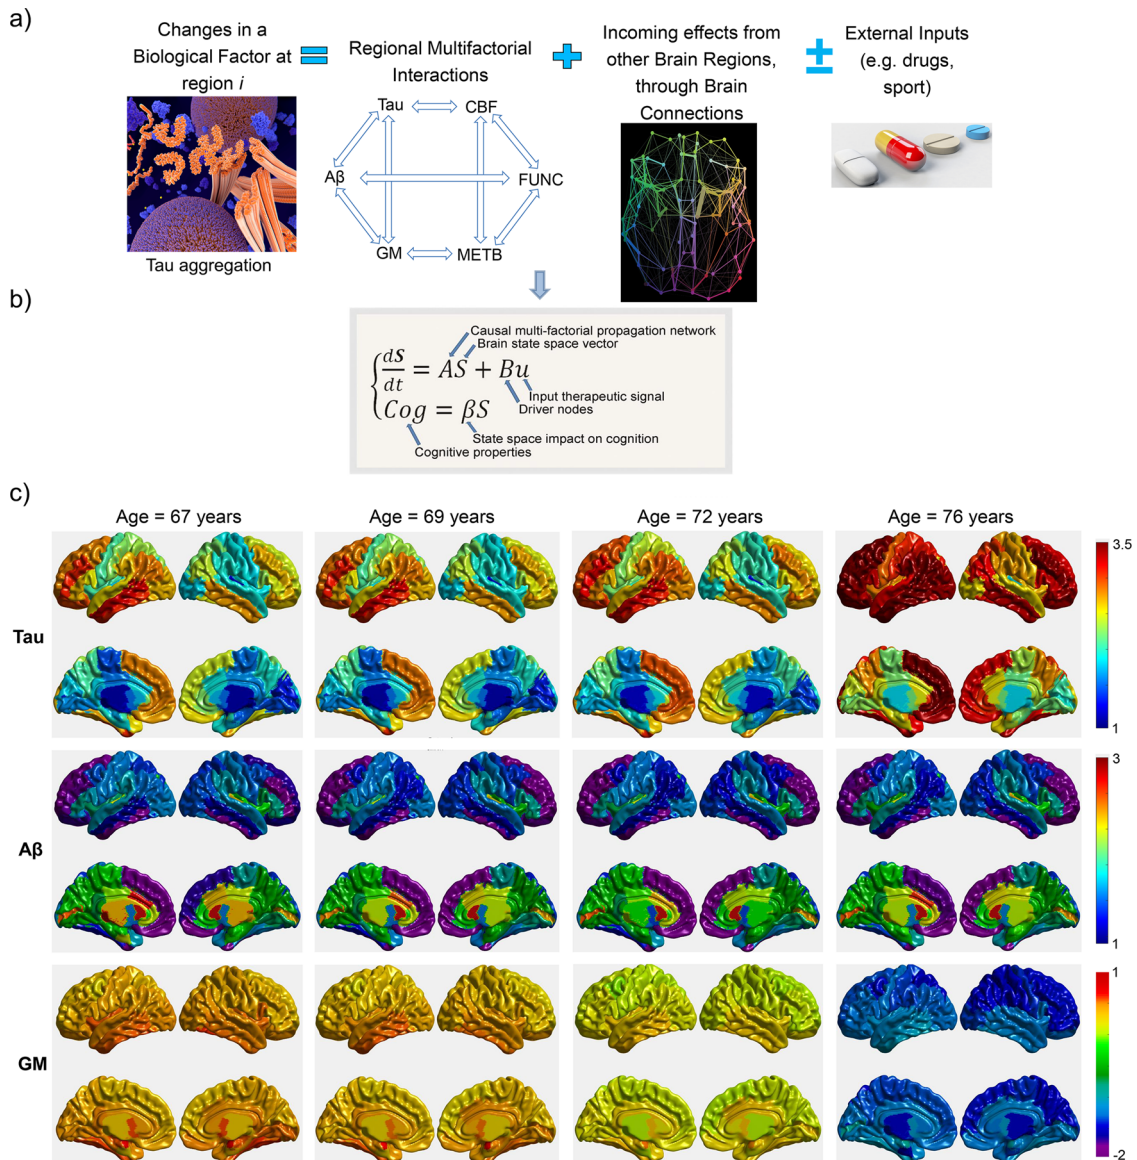 a)
Changes in a
Biological Factor at
region i
Regional Multifactorial
Interactions
Incoming effects from
other Brain Regions,
through Brain
Connections
External Inputs
(e.g. drugs,
sport)
Tau
CBF
Aβ
FUNC
GM
METB
Tau aggregation
b)
Causal multi-factorial propagation network
Brain state space vector
dS/dt = AS + Bu
Input therapeutic signal
Driver nodes
Cog = βS
State space impact on cognition
Cognitive properties
c)
Age = 67 years
Age = 69 years
Age = 72 years
Age = 76 years
Tau
3.5
1
Aβ
3
1
GM
1
-2